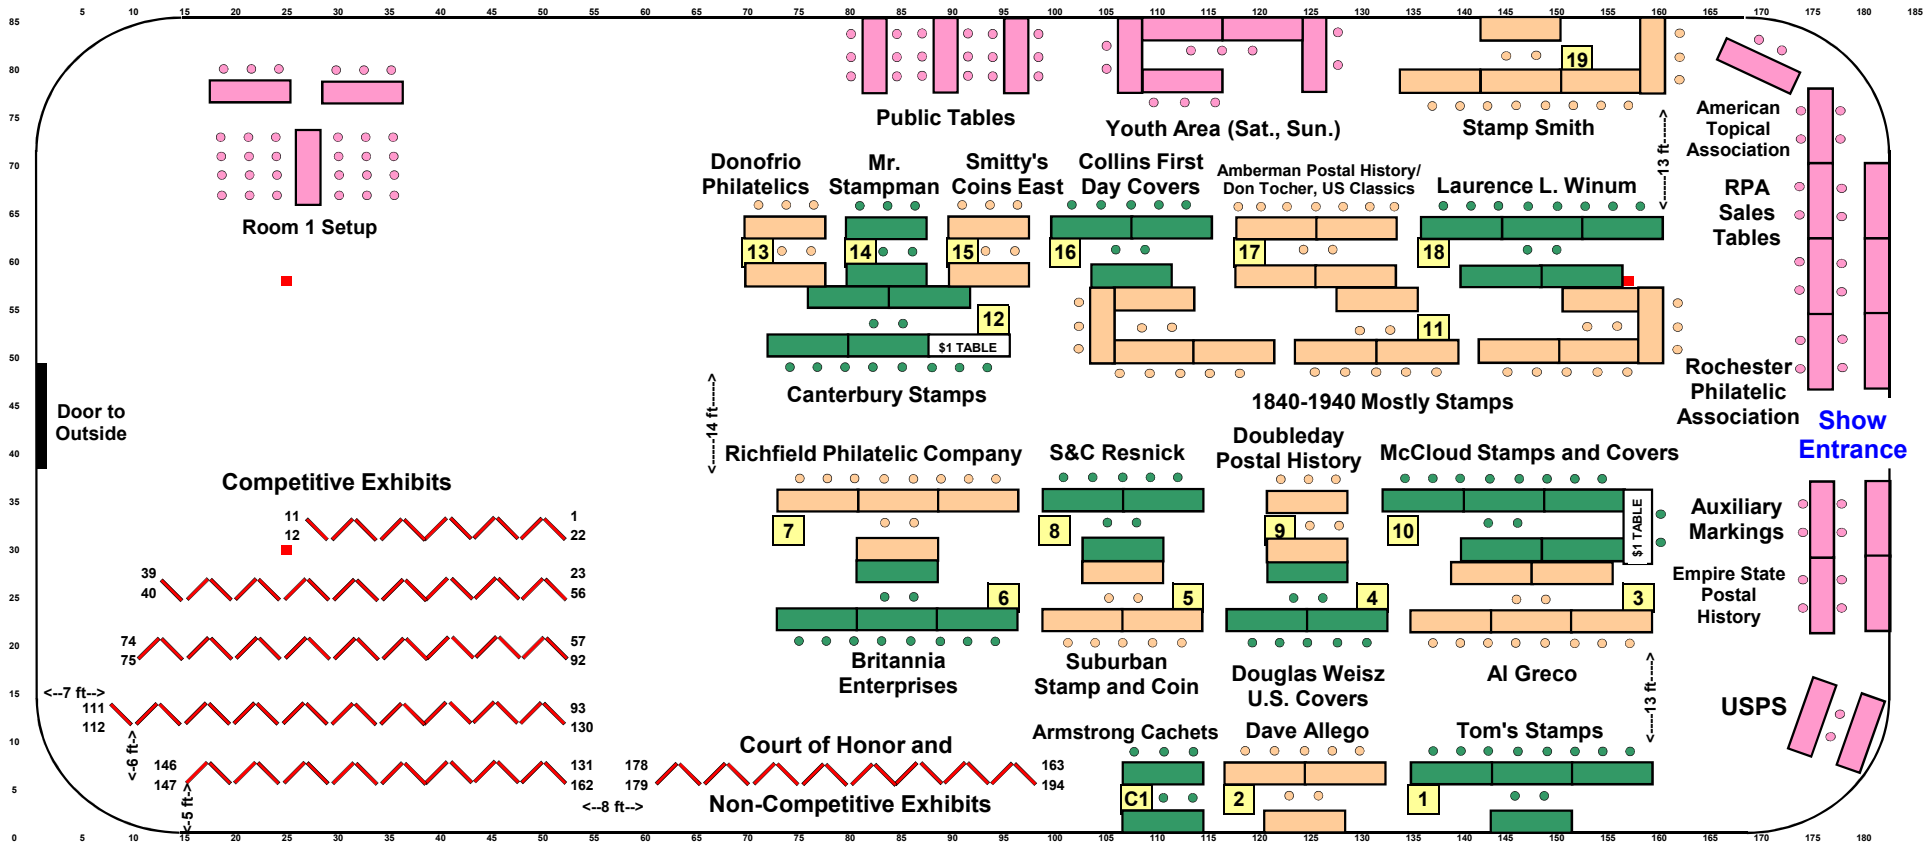 5 10 15 20 25 30 35 40 45 50 55 60 65 70 75 80 85 90 95 100 105 110 115 120 125 130 135 140 145 150 155 160 165 170 175 180 185
85
80
75
70
65
60
55
50
45
40
35
30
25
20
15
10
5
Room 1 Setup
Public Tables
Youth Area (Sat., Sun.)
19
Stamp Smith
<-----13 ft---->
American
Topical
Association
Donofrio
Philatelics
Mr.
Stampman
Smitty's
Coins East
Collins First
Day Covers
Amberman Postal History/
Don Tocher, US Classics
Laurence L. Winum
RPA
Sales
Tables
13
14
15
16
17
18
12
11
$1 TABLE
Canterbury Stamps
1840-1940 Mostly Stamps
Rochester
Philatelic
Association
Show
Entrance
Door to
Outside
<-----14 ft----->
Richfield Philatelic Company
S&C Resnick
Doubleday
Postal History
McCloud Stamps and Covers
7
8
9
10
$1 TABLE
Auxiliary
Markings
Empire State
Postal
History
6
5
4
3
Britannia
Enterprises
Suburban
Stamp and Coin
Douglas Weisz
U.S. Covers
Al Greco
<-----13 ft---->
USPS
Competitive Exhibits
11
12
1
22
39
40
23
56
74
75
57
92
<--7 ft-->
111
112
93
130
<-6 ft-->
146
147
131
162
<-5 ft-
<--8 ft-->
Court of Honor and
178
179
163
194
Non-Competitive Exhibits
Armstrong Cachets
Dave Allego
Tom's Stamps
C1
2
1
0 5 10 15 20 25 30 35 40 45 50 55 60 65 70 75 80 85 90 95 100 105 110 115 120 125 130 135 140 145 150 155 160 165 170 175 180